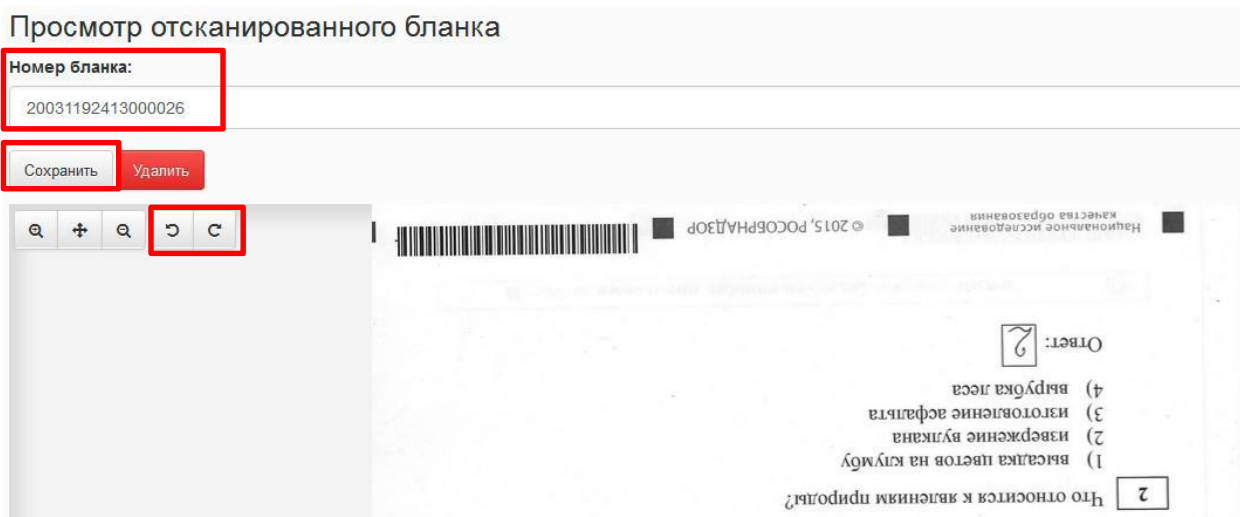 Просмотр отсканированного бланка
Номер бланка:
20031192413000026
Сохранить
Удалить
2 Что относится к явлениям природы?
1) высадка цветов на клумбу
2) извержение вулкана
3) изготовление асфальта
4) вырубка леса
Ответ: 2
Национальное исследование
качества образования
© 2015, РОСОБРНАДЗОР